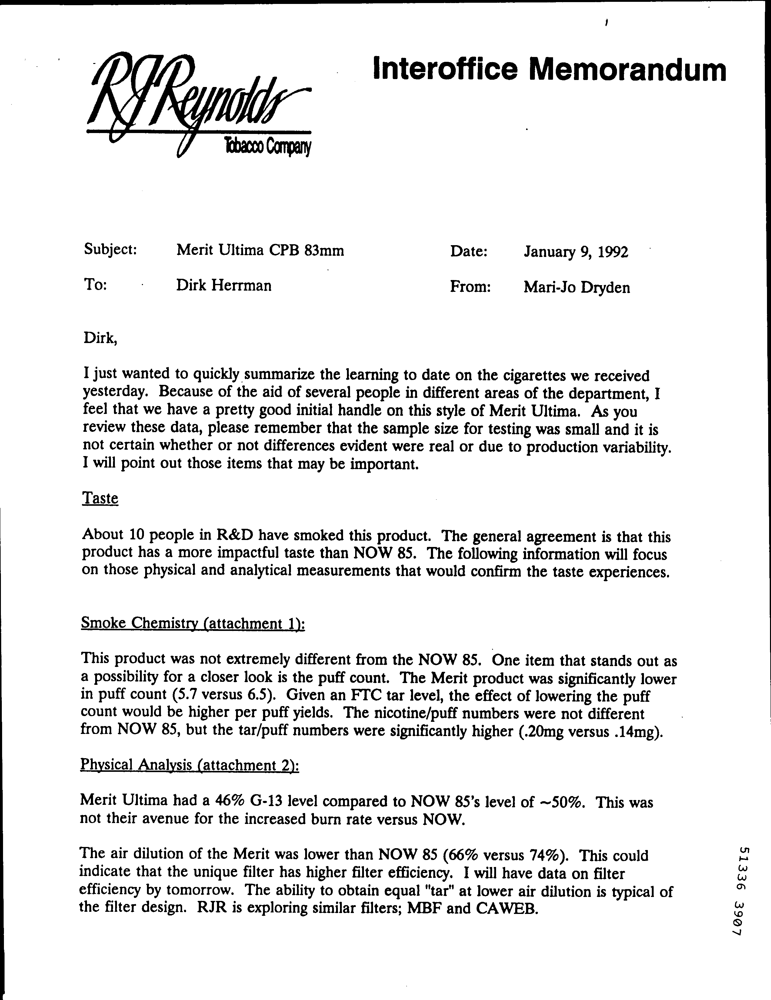 Interoffice Memorandum
RJReynolds
Tobacco Company
Subject: Merit Ultima CPB 83mm Date: January 9, 1992
To: Dirk Herrman From: Mari-Jo Dryden
Dirk,
I just wanted to quickly summarize the learning to date on the cigarettes we received
yesterday. Because of the aid of several people in different areas of the department, I
feel that we have a pretty good initial handle on this style of Merit Ultima. As you
review these data, please remember that the sample size for testing was small and it is
not certain whether or not differences evident were real or due to production variability.
I will point out those items that may be important.
Taste
About 10 people in R&D have smoked this product. The general agreement is that this
product has a more impactful taste than NOW 85. The following information will focus
on those physical and analytical measurements that would confirm the taste experiences.
Smoke Chemistry (attachment 1):
This product was not extremely different from the NOW 85. One item that stands out as
a possibility for a closer look is the puff count. The Merit product was significantly lower
in puff count (5.7 versus 6.5). Given an FTC tar level, the effect of lowering the puff
count would be higher per puff yields. The nicotine/puff numbers were not different
from NOW 85, but the tar/puff numbers were significantly higher (.20mg versus .14mg).
Physical Analysis (attachment 2):
Merit Ultima had a 46% G-13 level compared to NOW 85's level of ~50%. This was
not their avenue for the increased burn rate versus NOW.
The air dilution of the Merit was lower than NOW 85 (66% versus 74%). This could
indicate that the unique filter has higher filter efficiency. I will have data on filter
efficiency by tomorrow. The ability to obtain equal "tar" at lower air dilution is typical of
the filter design. RJR is exploring similar filters; MBF and CAWEB.
51336 3907